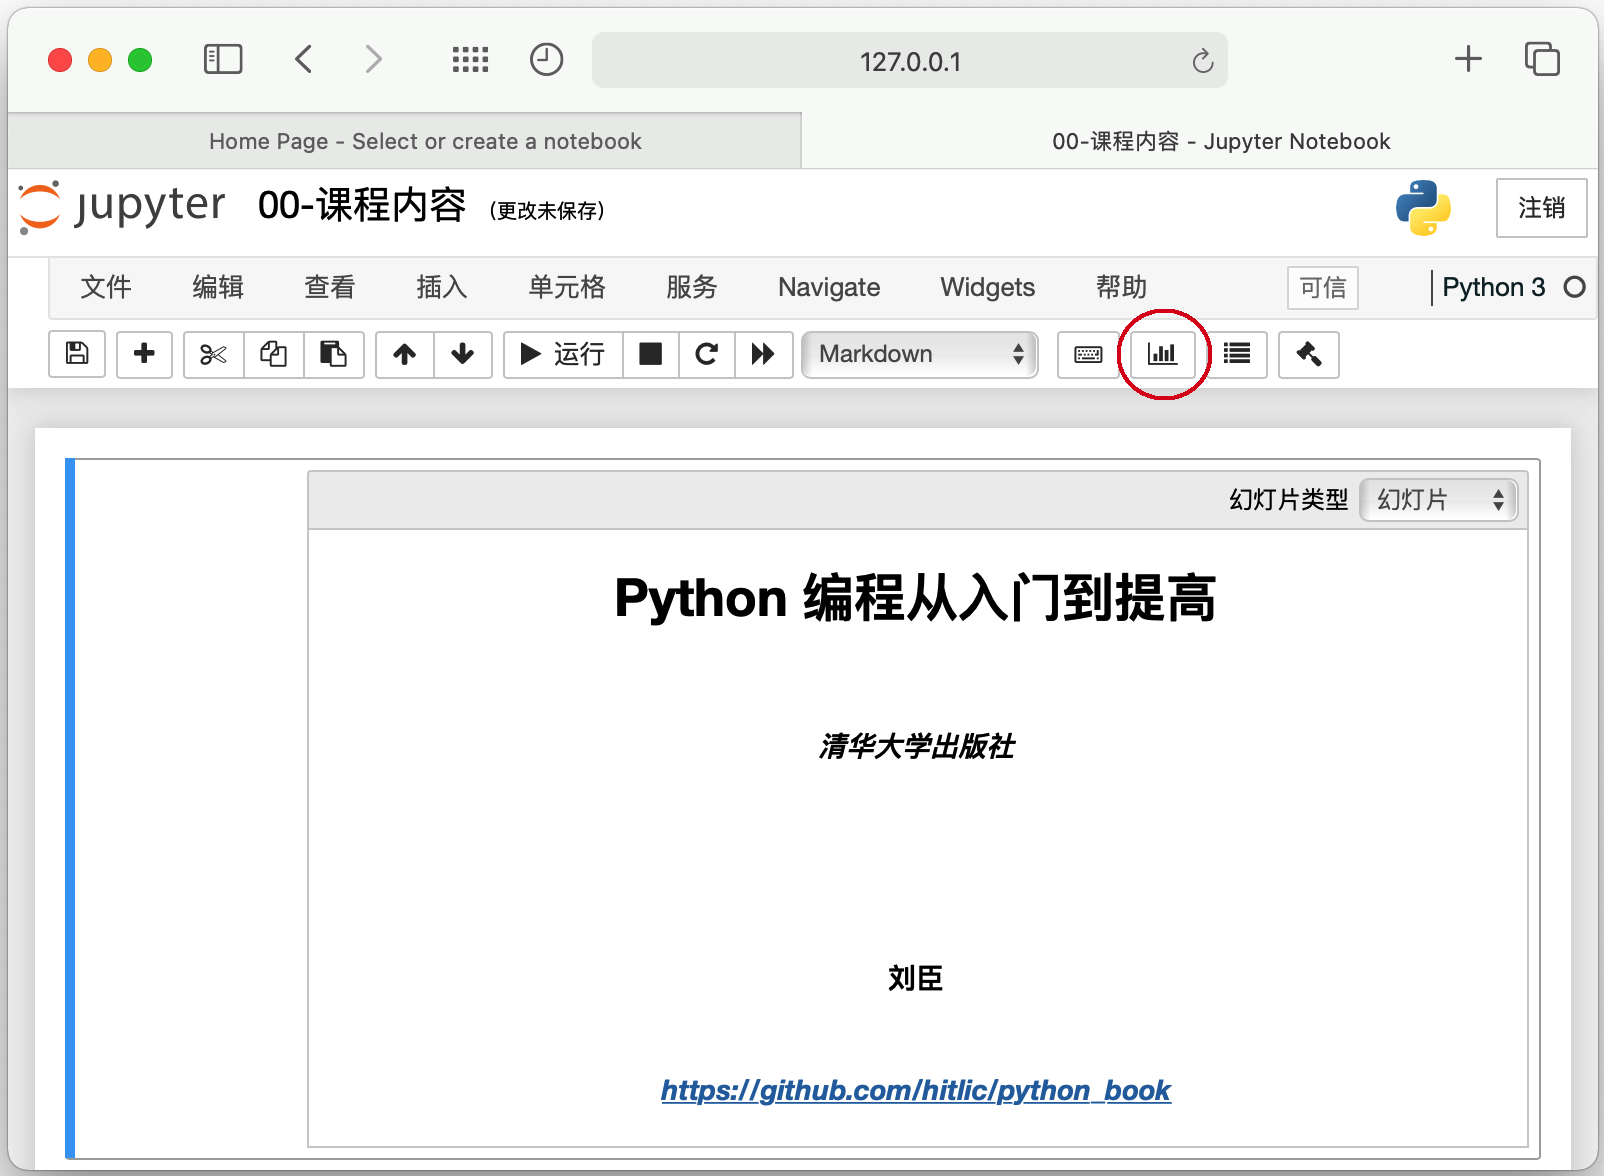 127.0.0.1
Home Page - Select or create a notebook
00-课程内容 - Jupyter Notebook
jupyter 00-课程内容 (更改未保存)
注销
文件 编辑 查看 插入 单元格 服务 Navigate Widgets 帮助 可信 Python 3
运行 Markdown
幻灯片类型 幻灯片
Python 编程从入门到提高
清华大学出版社
刘臣
https://github.com/hitlic/python_book